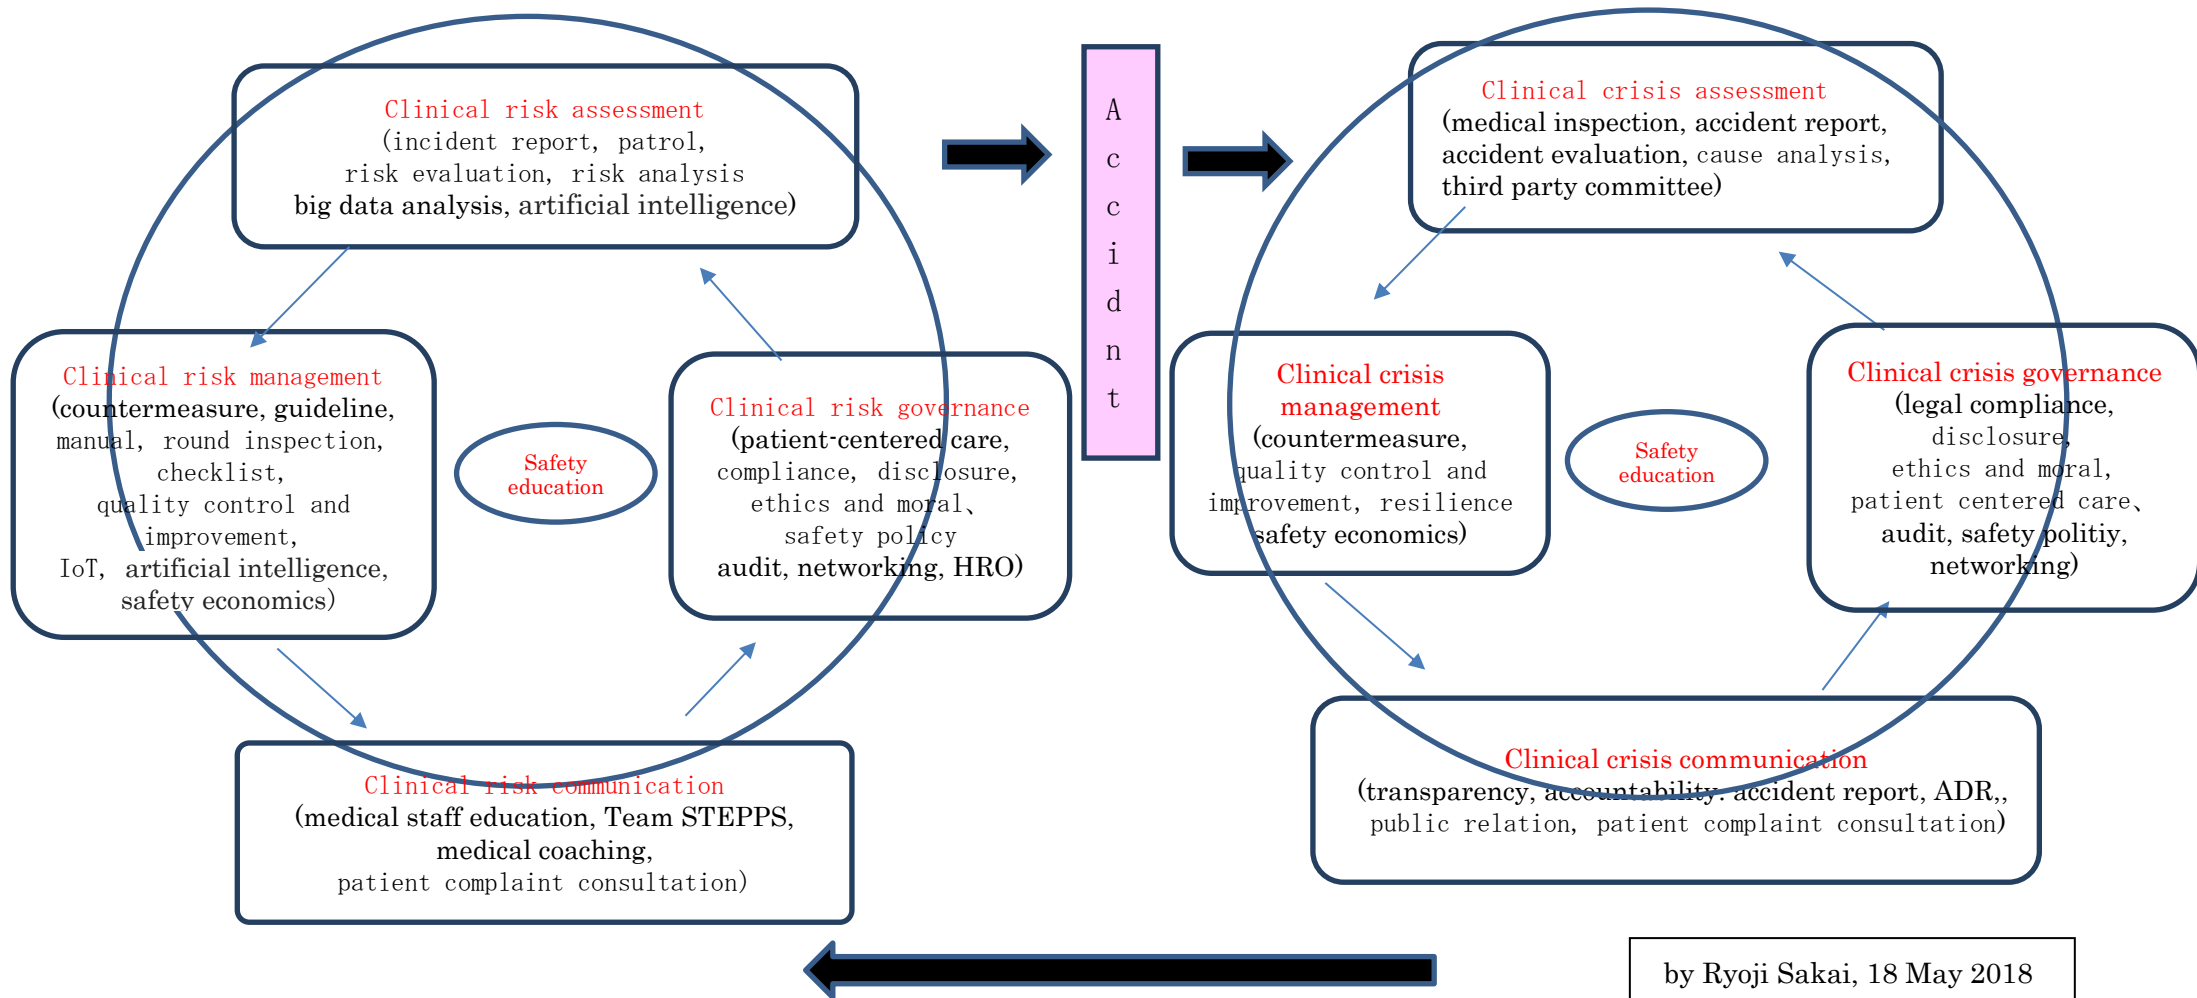 Clinical risk assessment
(incident report, patrol,
risk evaluation, risk analysis
big data analysis, artificial intelligence)
Clinical risk management
(countermeasure, guideline,
manual, round inspection,
checklist,
quality control and
improvement,
IoT, artificial intelligence,
safety economics)
Safety
education
Clinical risk governance
(patient-centered care,
compliance, disclosure,
ethics and moral、
safety policy
audit, networking, HRO)
Clinical risk communication
(medical staff education, Team STEPPS,
medical coaching,
patient complaint consultation)
Accidnt
Clinical crisis assessment
(medical inspection, accident report,
accident evaluation, cause analysis,
third party committee)
Clinical crisis
management
(countermeasure,
quality control and
improvement, resilience
safety economics)
Safety
education
Clinical crisis governance
(legal compliance,
disclosure,
ethics and moral,
patient centered care、
audit, safety politiy,
networking)
Clinical crisis communication
(transparency, accountability. accident report, ADR,,
public relation, patient complaint consultation)
by Ryoji Sakai, 18 May 2018